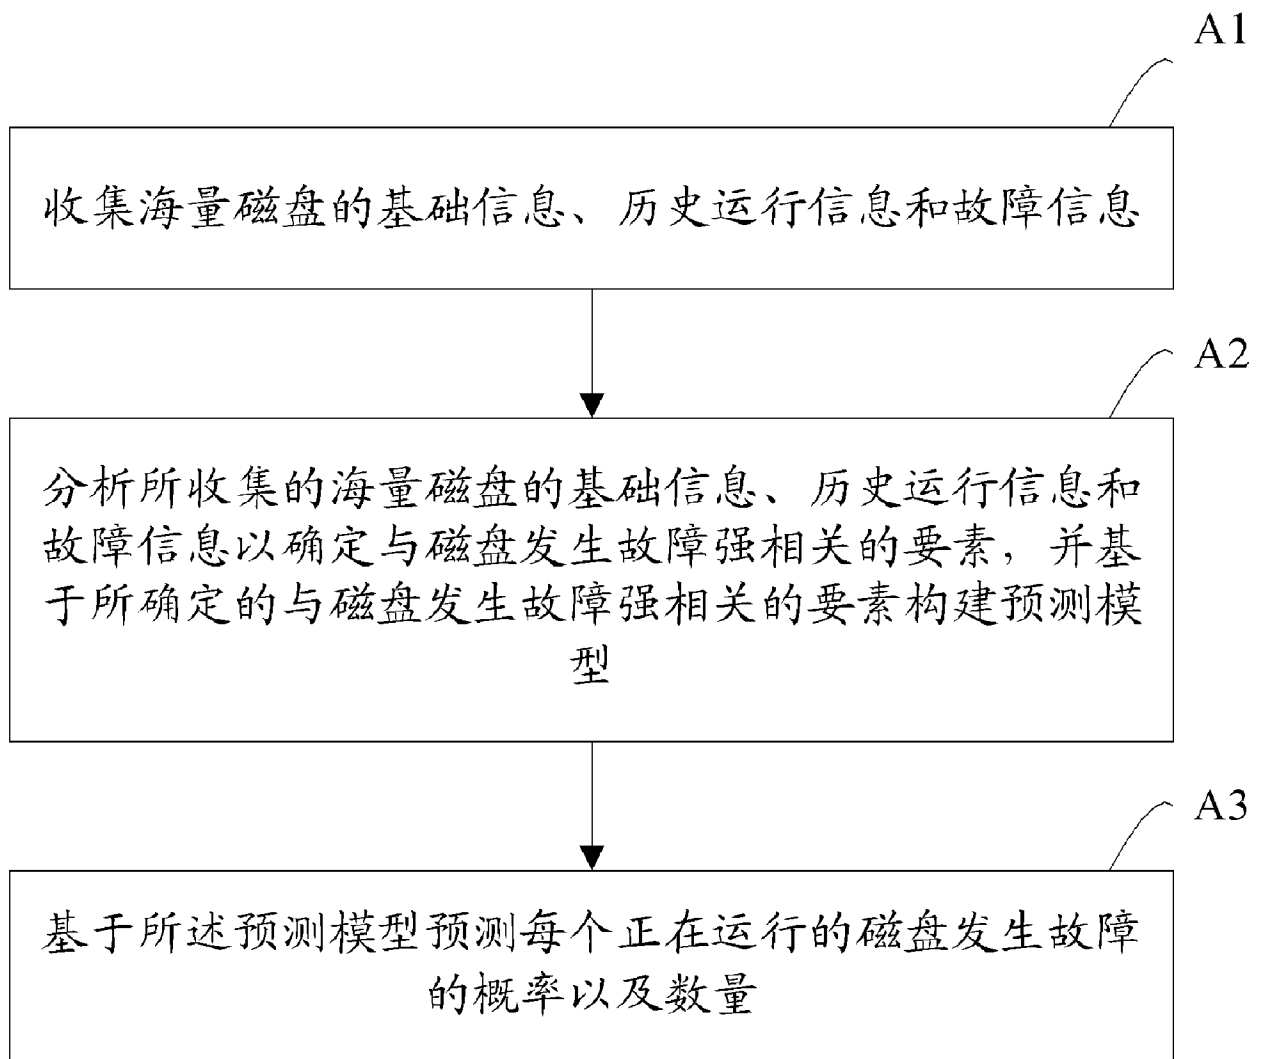 A1
收集海量磁盘的基础信息、历史运行信息和故障信息
A2
分析所收集的海量磁盘的基础信息、历史运行信息和
故障信息以确定与磁盘发生故障强相关的要素，并基
于所确定的与磁盘发生故障强相关的要素构建预测模
型
A3
基于所述预测模型预测每个正在运行的磁盘发生故障
的概率以及数量